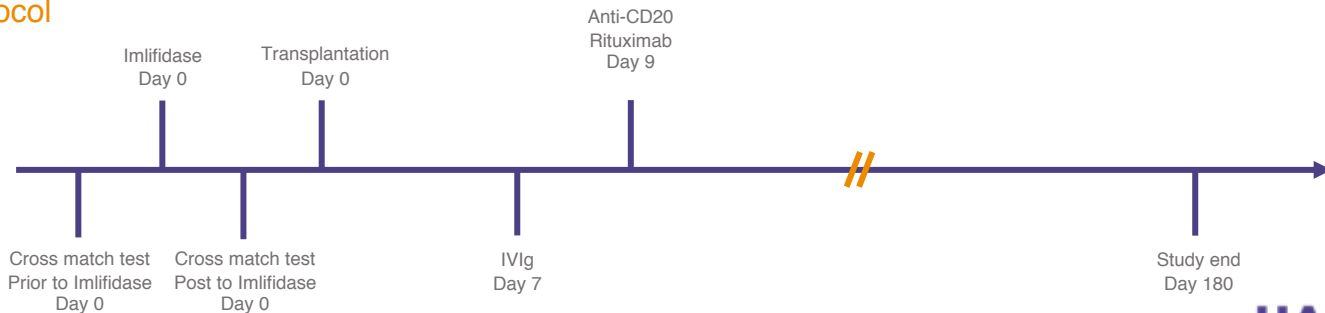 ocol
Imlifidase
Day 0
Transplantation
Day 0
Anti-CD20
Rituximab
Day 9
Cross match test
Prior to Imlifidase
Day 0
Cross match test
Post to Imlifidase
Day 0
IVIg
Day 7
Study end
Day 180